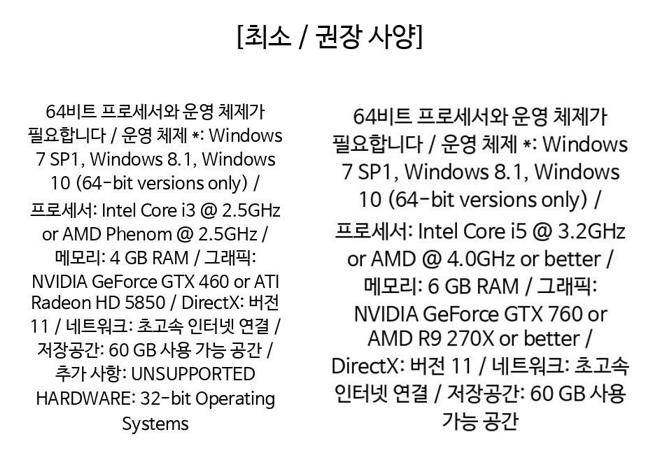 [최소 / 권장 사양]
64비트 프로세서와 운영 체제가
필요합니다 / 운영 체제 *: Windows
7 SP1, Windows 8.1, Windows
10 (64-bit versions only) /
프로세서: Intel Core i3 @ 2.5GHz
or AMD Phenom @ 2.5GHz /
메모리: 4 GB RAM / 그래픽:
NVIDIA GeForce GTX 460 or ATI
Radeon HD 5850 / DirectX: 버전
11 / 네트워크: 초고속 인터넷 연결 /
저장공간: 60 GB 사용 가능 공간 /
추가 사항: UNSUPPORTED
HARDWARE: 32-bit Operating
Systems
64비트 프로세서와 운영 체제가
필요합니다 / 운영 체제 *: Windows
7 SP1, Windows 8.1, Windows
10 (64-bit versions only) /
프로세서: Intel Core i5 @ 3.2GHz
or AMD @ 4.0GHz or better /
메모리: 6 GB RAM / 그래픽:
NVIDIA GeForce GTX 760 or
AMD R9 270X or better /
DirectX: 버전 11 / 네트워크: 초고속
인터넷 연결 / 저장공간: 60 GB 사용
가능 공간